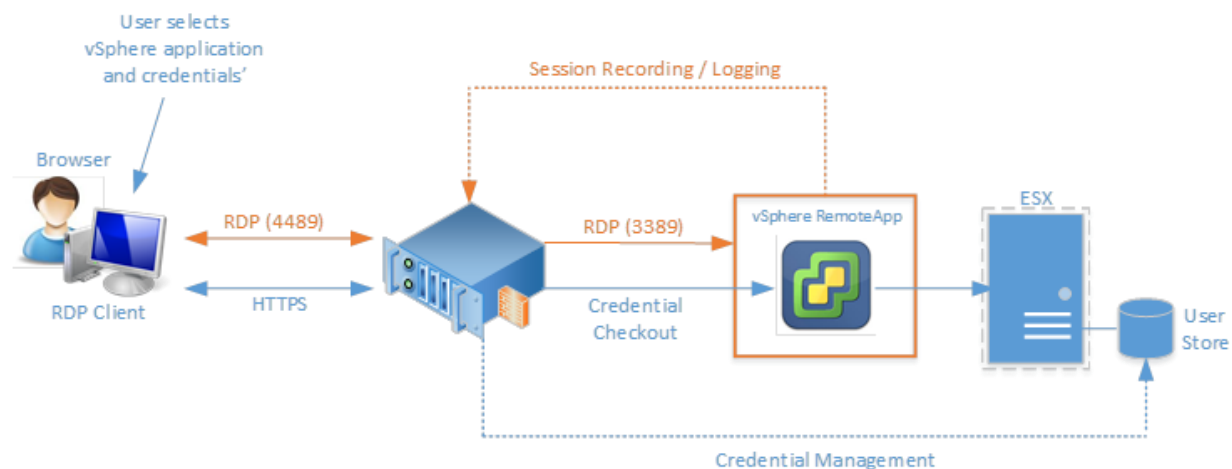 User selects
vSphere application
and credentials’
Session Recording / Logging
Browser
RDP (4489)
HTTPS
RDP Client
RDP (3389)
Credential
Checkout
vSphere RemoteApp
ESX
User
Store
Credential Management